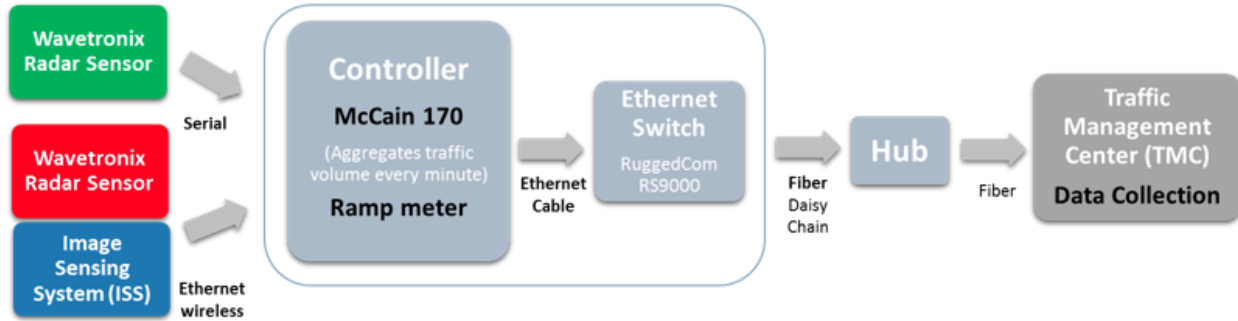 Wavetronix
Radar Sensor
Serial
Wavetronix
Radar Sensor
Image
Sensing
System (ISS)
Ethernet
wireless
Controller
McCain 170
(Aggregates traffic
volume every minute)
Ramp meter
Ethernet
Cable
Ethernet
Switch
RuggedCom
RS9000
Fiber
Daisy
Chain
Hub
Fiber
Traffic
Management
Center (TMC)
Data Collection